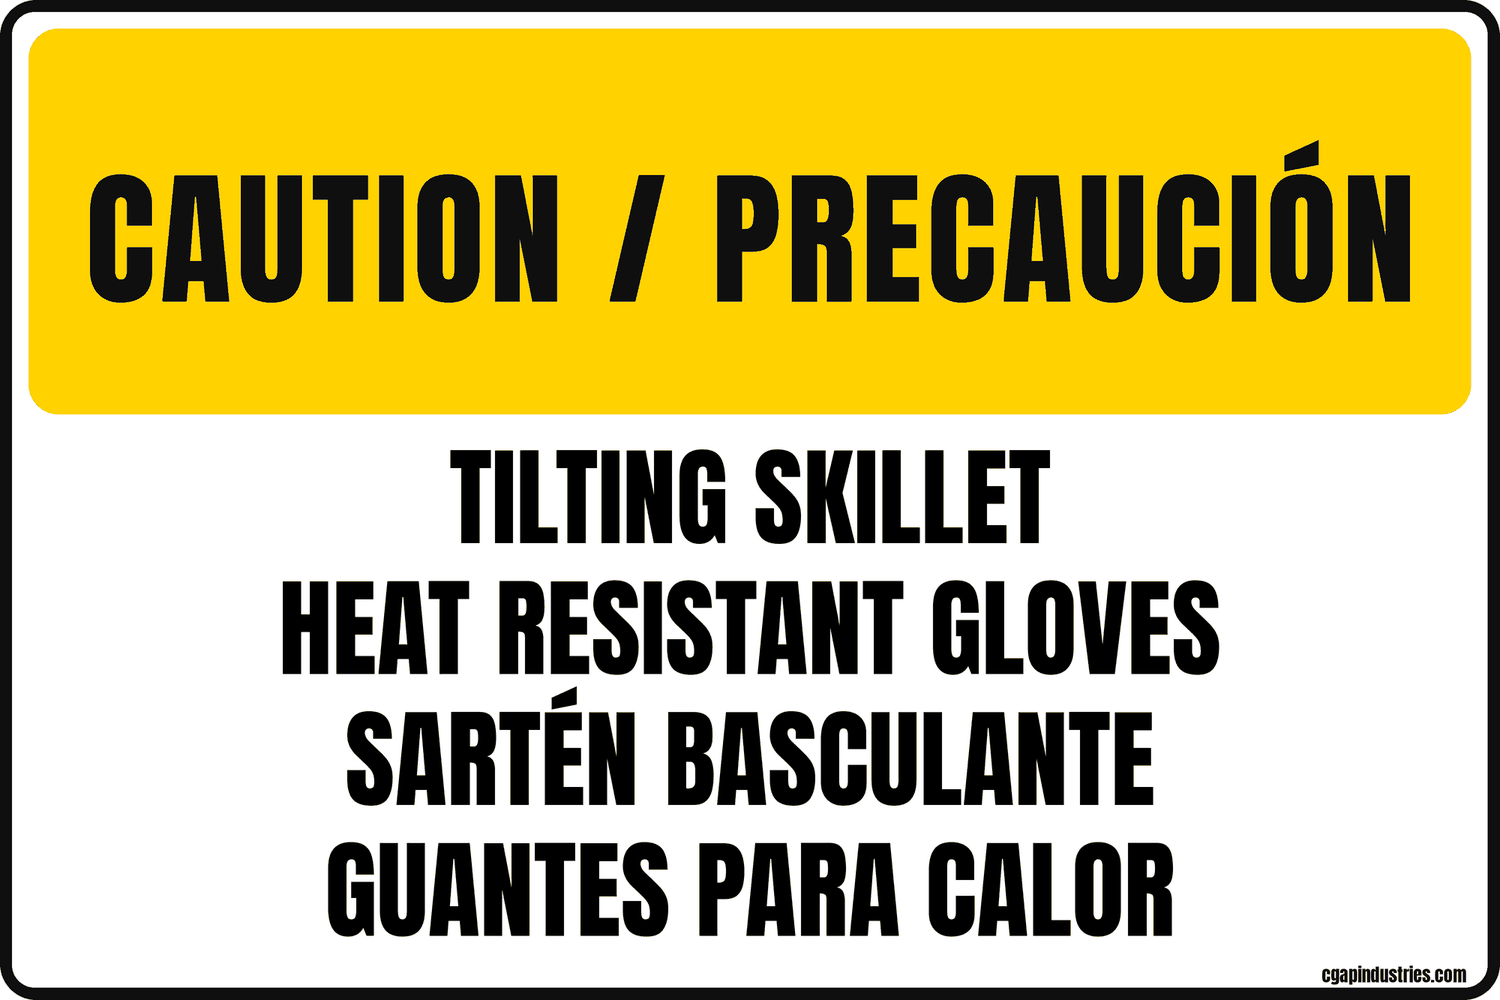 CAUTION / PRECAUCIÓN
TILTING SKILLET
HEAT RESISTANT GLOVES
SARTÉN BASCULANTE
GUANTES PARA CALOR
cgapindustries.com